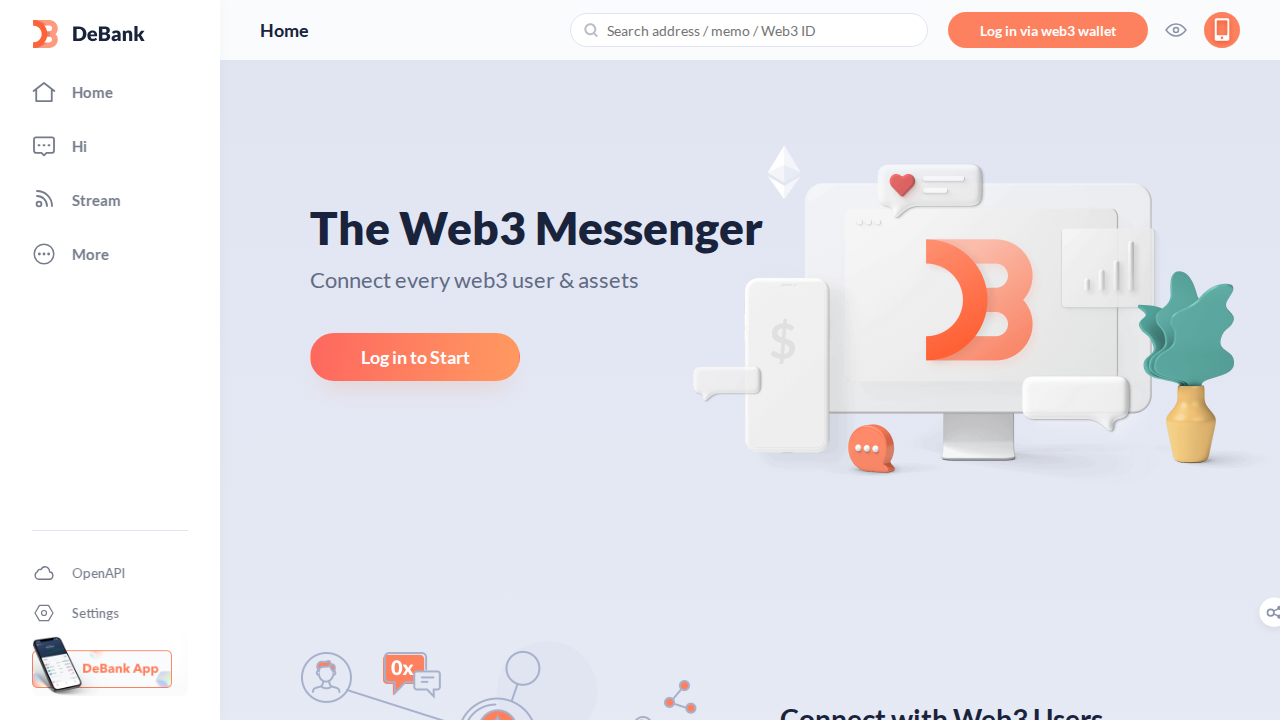 DeBank
Home
Hi
Stream
More
OpenAPI
Settings
DeBank App
Home
Search address / memo / Web3 ID
Log in via web3 wallet
The Web3 Messenger
Connect every web3 user & assets
Log in to Start
$
0x
Connect with Web3 Users